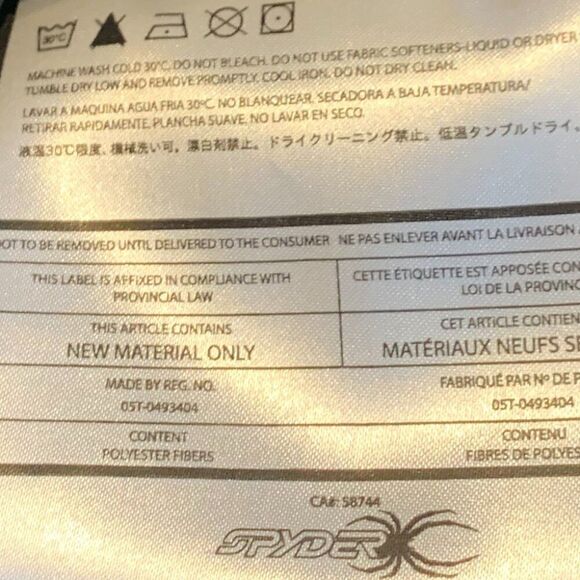 30°C
MACHINE WASH COLD 30°C. DO NOT BLEACH. DO NOT USE FABRIC SOFTENERS-LIQUID OR DRYER
TUMBLE DRY LOW AND REMOVE PROMPTLY. COOL IRON. DO NOT DRY CLEAN.
LAVAR A MAQUINA AGUA FRIA 30°C. NO BLANQUEAR. SECADORA A BAJA TEMPERATURA/
RETIRAR RAPIDAMENTE. PLANCHA SUAVE. NO LAVAR EN SECO.
液温30℃限度、機械洗い可。漂白剤禁止。ドライクリーニング禁止。低温タンブルドライ。
NOT TO BE REMOVED UNTIL DELIVERED TO THE CONSUMER NE PAS ENLEVER AVANT LA LIVRAISON
THIS LABEL IS AFFIXED IN COMPLIANCE WITH
PROVINCIAL LAW
CETTE ÉTIQUETTE EST APPOSÉE CON
LOI DE LA PROVINC
THIS ARTICLE CONTAINS
NEW MATERIAL ONLY
CET ARTICLE CONTIEN
MATÉRIAUX NEUFS SE
MADE BY REG. NO.
05T-0493404
FABRIQUÉ PAR Nº DE P
05T-0493404
CONTENT
POLYESTER FIBERS
CONTENU
FIBRES DE POLYES
CA#: 58744
SPYDER